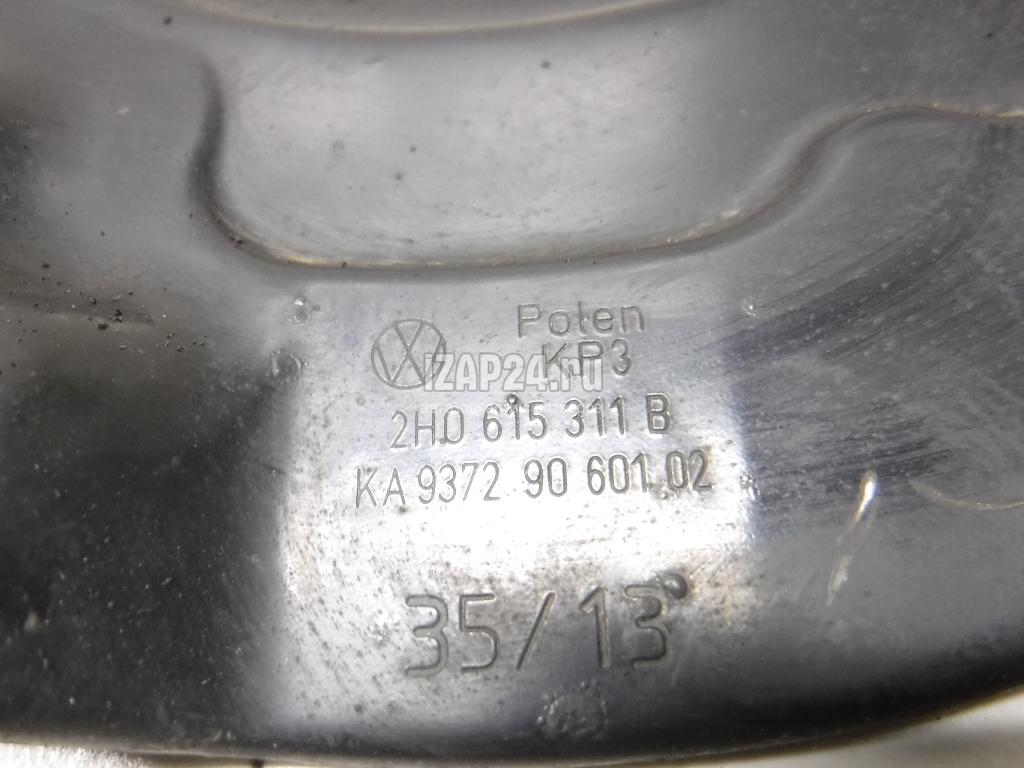 Polen
KP3
IZAP24.ru
2H0 615 311 B
KA 9372 90 601 02
35/13